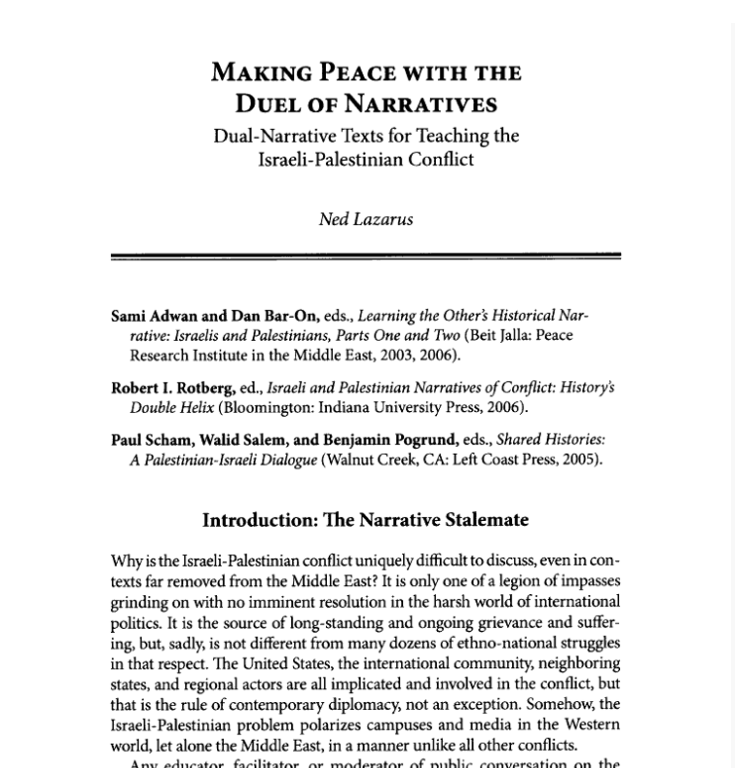 MAKING PEACE WITH THE
DUEL OF NARRATIVES
Dual-Narrative Texts for Teaching the
Israeli-Palestinian Conflict
Ned Lazarus
Sami Adwan and Dan Bar-On, eds., Learning the Other's Historical Nar-
rative: Israelis and Palestinians, Parts One and Two (Beit Jalla: Peace
Research Institute in the Middle East, 2003, 2006).
Robert I. Rotberg, ed., Israeli and Palestinian Narratives of Conflict: History's
Double Helix (Bloomington: Indiana University Press, 2006).
Paul Scham, Walid Salem, and Benjamin Pogrund, eds., Shared Histories:
A Palestinian-Israeli Dialogue (Walnut Creek, CA: Left Coast Press, 2005).
Introduction: The Narrative Stalemate
Why is the Israeli-Palestinian conflict uniquely difficult to discuss, even in con-
texts far removed from the Middle East? It is only one of a legion of impasses
grinding on with no imminent resolution in the harsh world of international
politics. It is the source of long-standing and ongoing grievance and suffer-
ing, but, sadly, is not different from many dozens of ethno-national struggles
in that respect. The United States, the international community, neighboring
states, and regional actors are all implicated and involved in the conflict, but
that is the rule of contemporary diplomacy, not an exception. Somehow, the
Israeli-Palestinian problem polarizes campuses and media in the Western
world, let alone the Middle East, in a manner unlike all other conflicts.
Any educator, facilitator, or moderator of public conversation on the